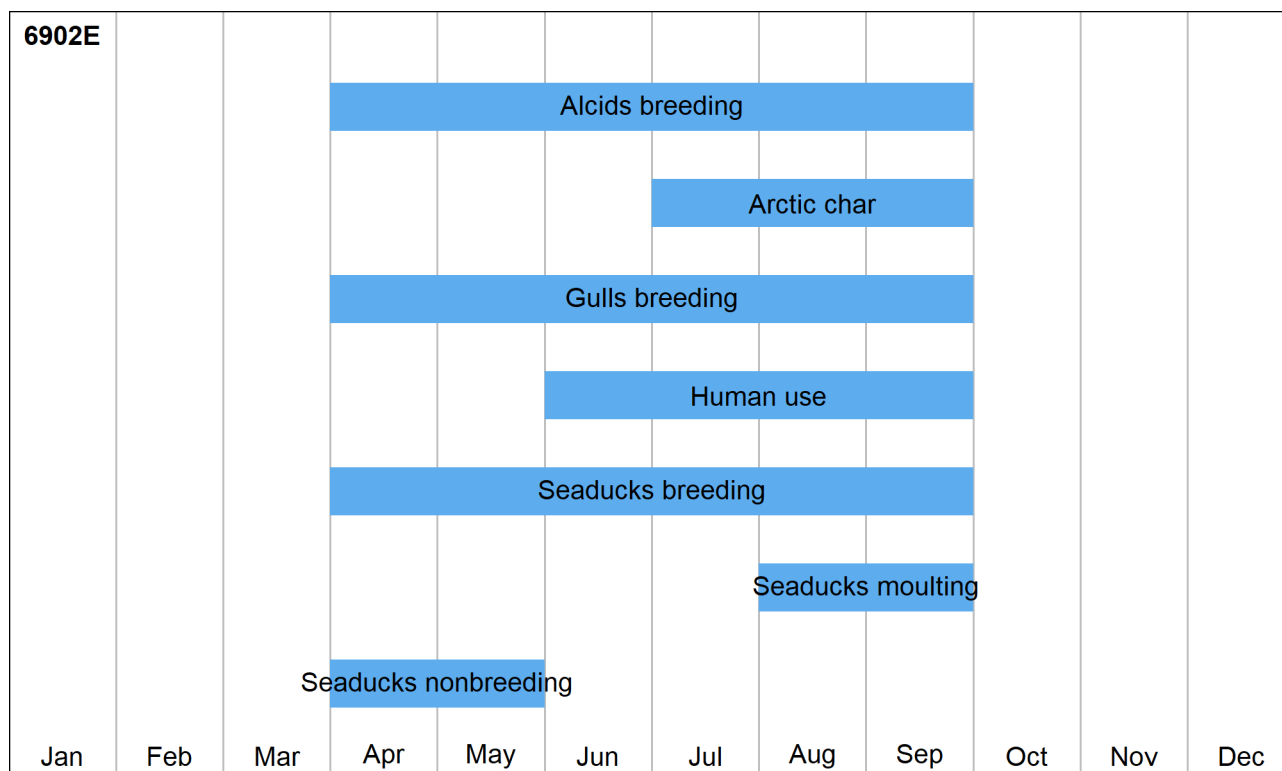 6902E
Alcids breeding
Arctic char
Gulls breeding
Human use
Seaducks breeding
Seaducks moulting
Seaducks nonbreeding
Jan Feb Mar Apr May Jun Jul Aug Sep Oct Nov Dec